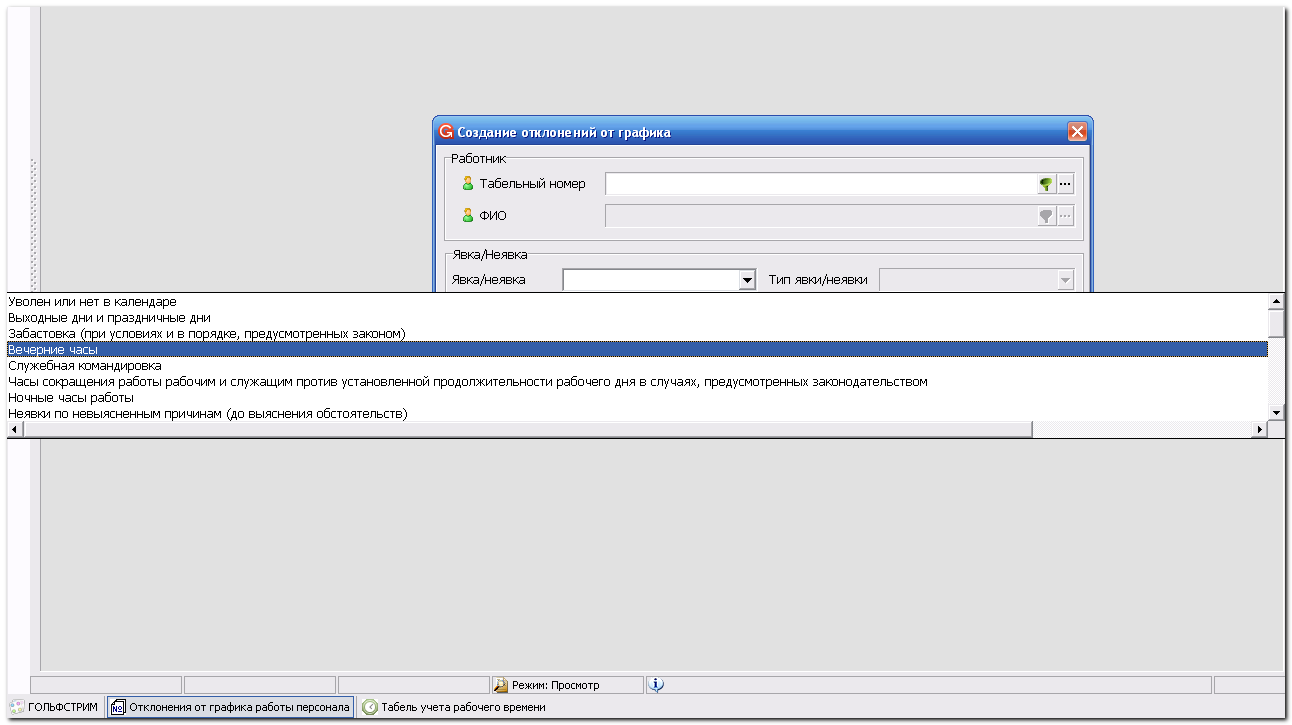 Создание отклонений от графика
Работник
Табельный номер
ФИО
Явка/Неявка
Явка/неявка Тип явки/неявки
Уволен или нет в календаре
Выходные дни и праздничные дни
Забастовка (при условиях и в порядке, предусмотренных законом)
Вечерние часы
Служебная командировка
Часы сокращения работы рабочим и служащим против установленной продолжительности рабочего дня в случаях, предусмотренных законодательством
Ночные часы работы
Неявки по невыясненным причинам (до выяснения обстоятельств)
Режим: Просмотр
ГОЛЬФСТРИМ Отклонения от графика работы персонала Табель учета рабочего времени